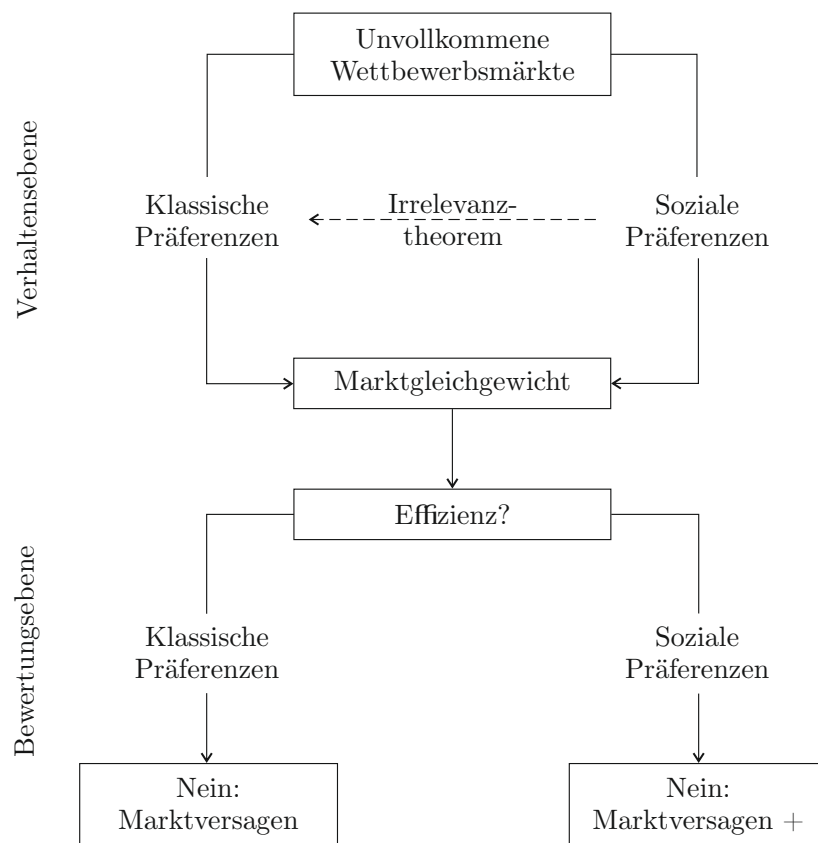 Unvollkommene
Wettbewerbsmärkte
Verhaltensebene
Klassische
Präferenzen
Irrelevanz-
theorem
Soziale
Präferenzen
Marktgleichgewicht
Effizienz?
Bewertungsebene
Klassische
Präferenzen
Soziale
Präferenzen
Nein:
Marktversagen
Nein:
Marktversagen +